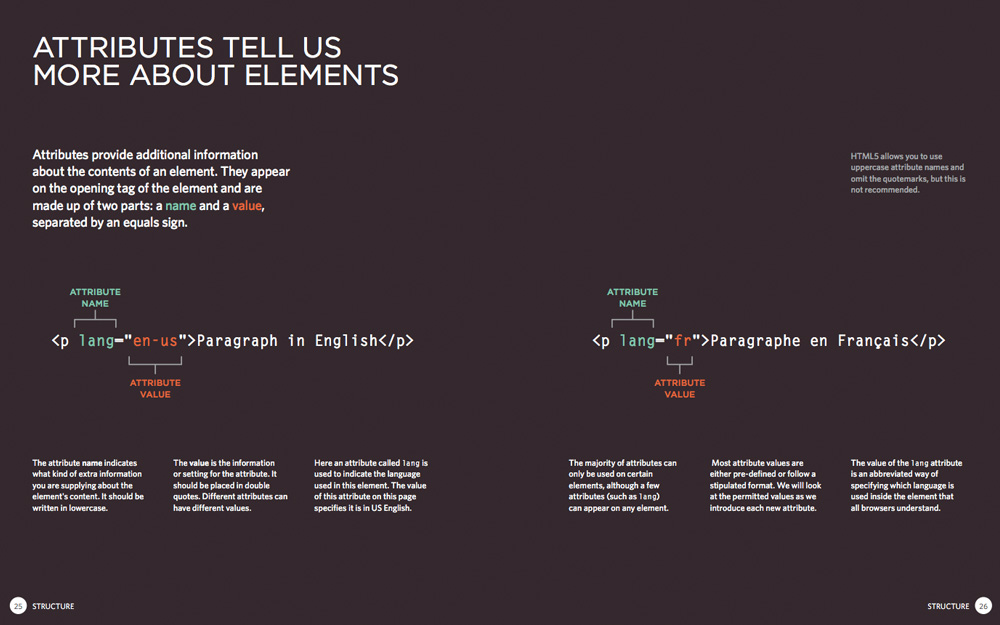 ATTRIBUTES TELL US
MORE ABOUT ELEMENTS
Attributes provide additional information
about the contents of an element. They appear
on the opening tag of the element and are
made up of two parts: a name and a value,
separated by an equals sign.
HTML5 allows you to use
uppercase attribute names and
omit the quotemarks, but this is
not recommended.
ATTRIBUTE
NAME
<p lang="en-us">Paragraph in English</p>
ATTRIBUTE
VALUE
ATTRIBUTE
NAME
<p lang="fr">Paragraphe en Français</p>
ATTRIBUTE
VALUE
The attribute name indicates
what kind of extra information
you are supplying about the
element's content. It should be
written in lowercase.
The value is the information
or setting for the attribute. It
should be placed in double
quotes. Different attributes can
have different values.
Here an attribute called lang is
used to indicate the language
used in this element. The value
of this attribute on this page
specifies it is in US English.
The majority of attributes can
only be used on certain
elements, although a few
attributes (such as lang)
can appear on any element.
Most attribute values are
either pre-defined or follow a
stipulated format. We will look
at the permitted values as we
introduce each new attribute.
The value of the lang attribute
is an abbreviated way of
specifying which language is
used inside the element that
all browsers understand.
25 STRUCTURE
STRUCTURE 26